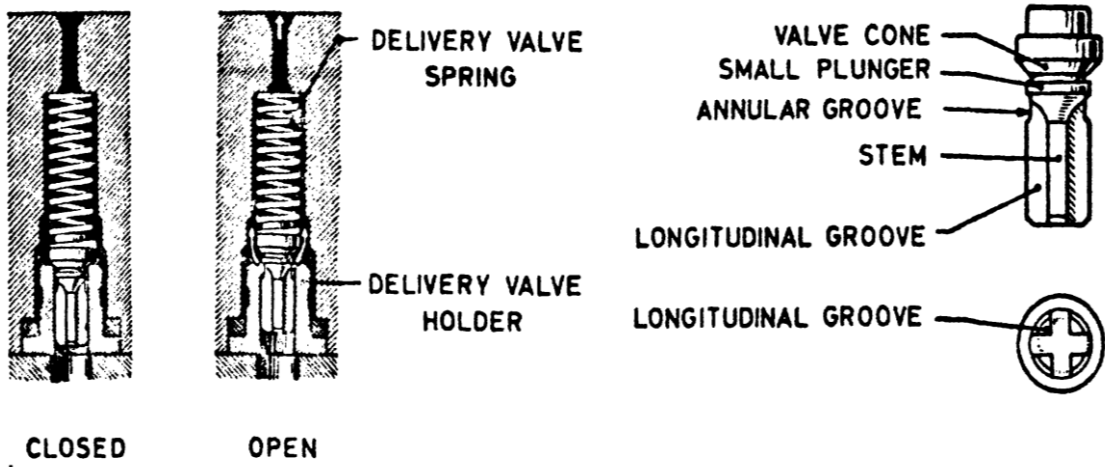 DELIVERY VALVE
SPRING
DELIVERY VALVE
HOLDER
CLOSED
OPEN
VALVE CONE
SMALL PLUNGER
ANNULAR GROOVE
STEM
LONGITUDINAL GROOVE
LONGITUDINAL GROOVE